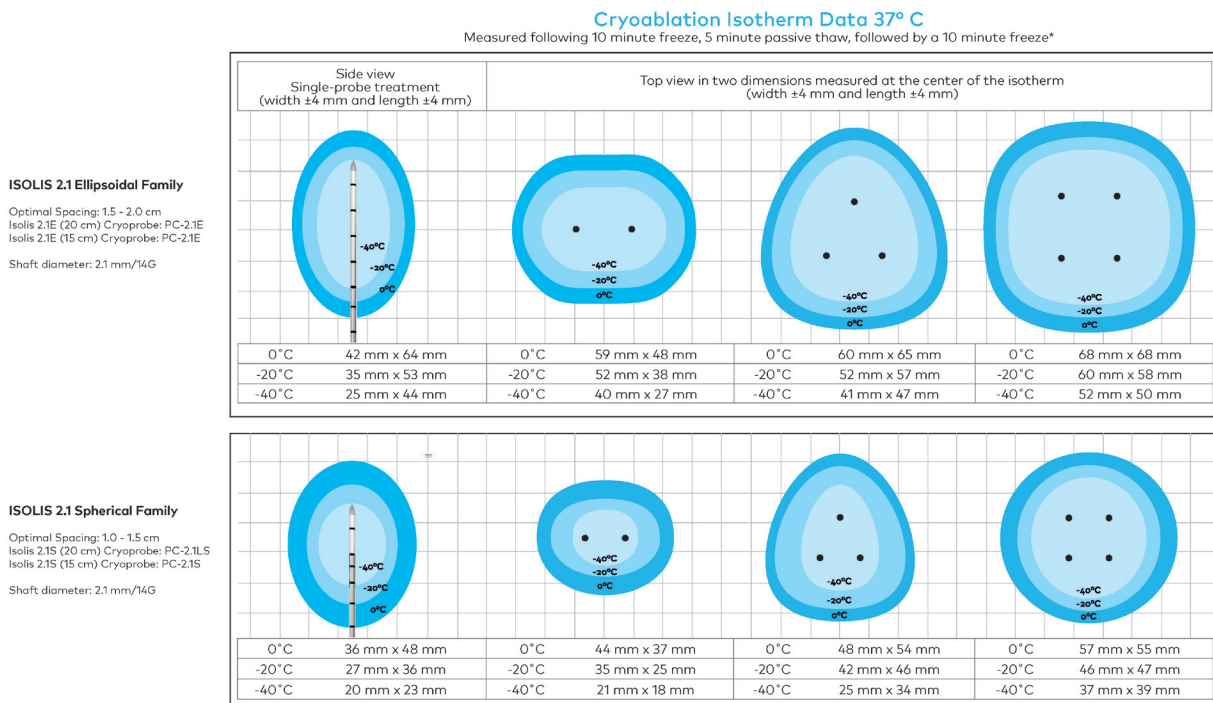 Cryoablation Isotherm Data 37° C
Measured following 10 minute freeze, 5 minute passive thaw, followed by a 10 minute freeze*
Side view
Single-probe treatment
(width ±4 mm and length ±4 mm)
Top view in two dimensions measured at the center of the isotherm
(width ±4 mm and length ±4 mm)
ISOLIS 2.1 Ellipsoidal Family
Optimal Spacing: 1.5 - 2.0 cm
Isolis 2.1E (20 cm) Cryoprobe: PC-2.1E
Isolis 2.1E (15 cm) Cryoprobe: PC-2.1E
Shaft diameter: 2.1 mm/14G
-40°C
-20°C
0°C
-40°C
-20°C
0°C
-40°C
-20°C
0°C
-40°C
-20°C
0°C
0°C 42 mm x 64 mm 0°C 59 mm x 48 mm 0°C 60 mm x 65 mm 0°C 68 mm x 68 mm
-20°C 35 mm x 53 mm -20°C 52 mm x 38 mm -20°C 52 mm x 57 mm -20°C 60 mm x 58 mm
-40°C 25 mm x 44 mm -40°C 40 mm x 27 mm -40°C 41 mm x 47 mm -40°C 52 mm x 50 mm
ISOLIS 2.1 Spherical Family
Optimal Spacing: 1.0 - 1.5 cm
Isolis 2.1S (20 cm) Cryoprobe: PC-2.1LS
Isolis 2.1S (15 cm) Cryoprobe: PC-2.1S
Shaft diameter: 2.1 mm/14G
-40°C
-20°C
0°C
-40°C
-20°C
0°C
-40°C
-20°C
0°C
-40°C
-20°C
0°C
0°C 36 mm x 48 mm 0°C 44 mm x 37 mm 0°C 48 mm x 54 mm 0°C 57 mm x 55 mm
-20°C 27 mm x 36 mm -20°C 35 mm x 25 mm -20°C 42 mm x 46 mm -20°C 46 mm x 47 mm
-40°C 20 mm x 23 mm -40°C 21 mm x 18 mm -40°C 25 mm x 34 mm -40°C 37 mm x 39 mm